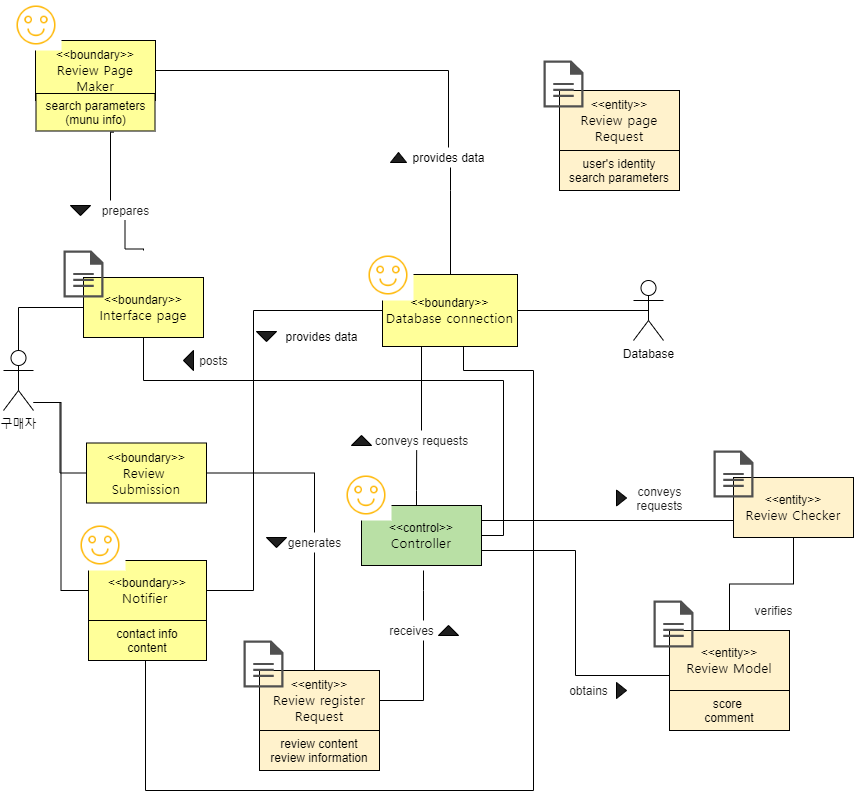 <<boundary>>
Review Page
Maker
search parameters
(munu info)
<<entity>>
Review page
Request
user's identity
search parameters
provides data
prepares
<<boundary>>
Interface page
<<boundary>>
Database connection
Database
provides data
posts
구매자
conveys requests
<<boundary>>
Review
Submission
conveys
requests
<<entity>>
Review Checker
<<control>>
Controller
generates
<<boundary>>
Notifier
contact info
content
receives
verifies
<<entity>>
Review Model
score
comment
obtains
<<entity>>
Review register
Request
review content
review information